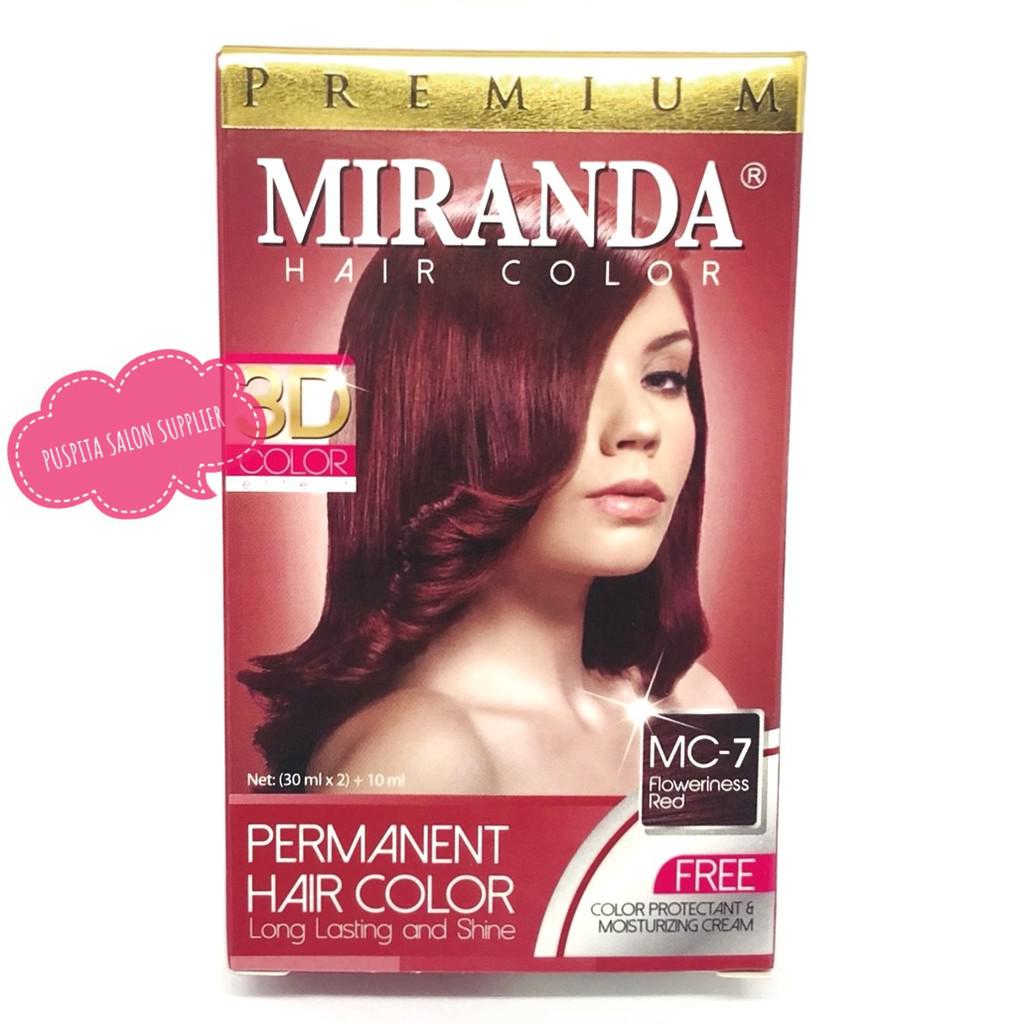 PREMIUM
MIRANDA®
HAIR COLOR
3D
COLOR
effect
PUSPITA SALON SUPPLIER
MC-7
Floweriness
Red
Net: (30 ml x 2) + 10 ml
PERMANENT
HAIR COLOR
Long Lasting and Shine
FREE
COLOR PROTECTANT &
MOISTURIZING CREAM